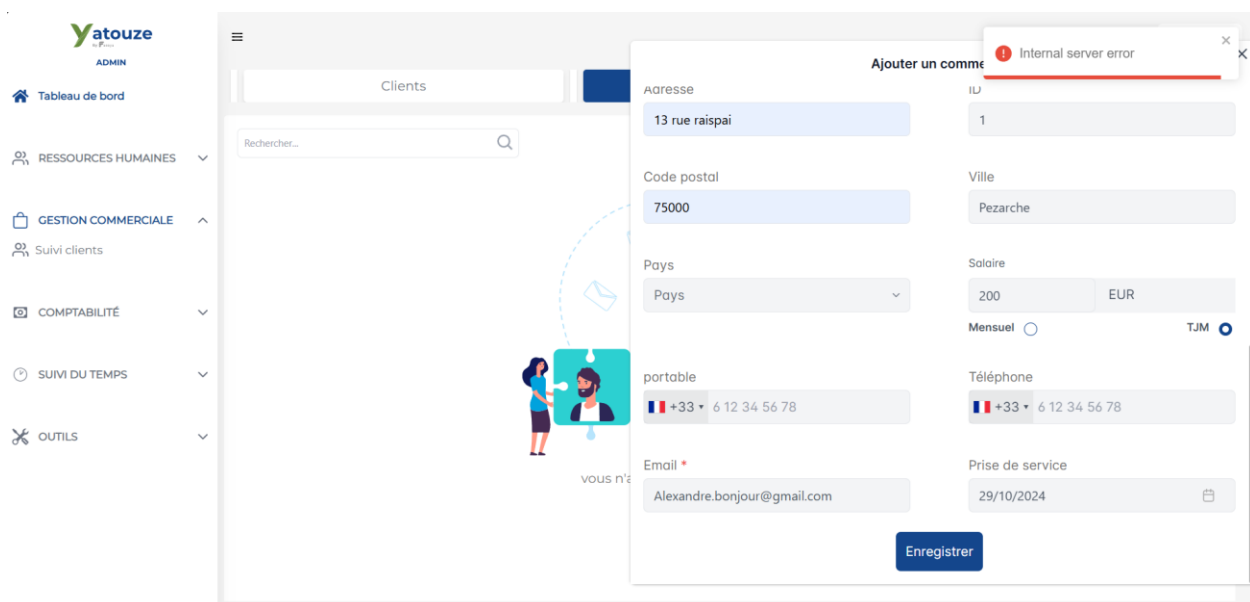 Yatouze
ADMIN
Tableau de bord
RESSOURCES HUMAINES
GESTION COMMERCIALE
Suivi clients
COMPTABILITÉ
SUIVI DU TEMPS
OUTILS
Clients
Rechercher...
vous n'a
Ajouter un comme
Internal server error
Adresse
ID
13 rue raispai
1
Code postal
Ville
75000
Pezarche
Pays
Salaire
Pays
200
EUR
Mensuel
TJM
portable
Téléphone
+33
6 12 34 56 78
+33
6 12 34 56 78
Email *
Prise de service
Alexandre.bonjour@gmail.com
29/10/2024
Enregistrer